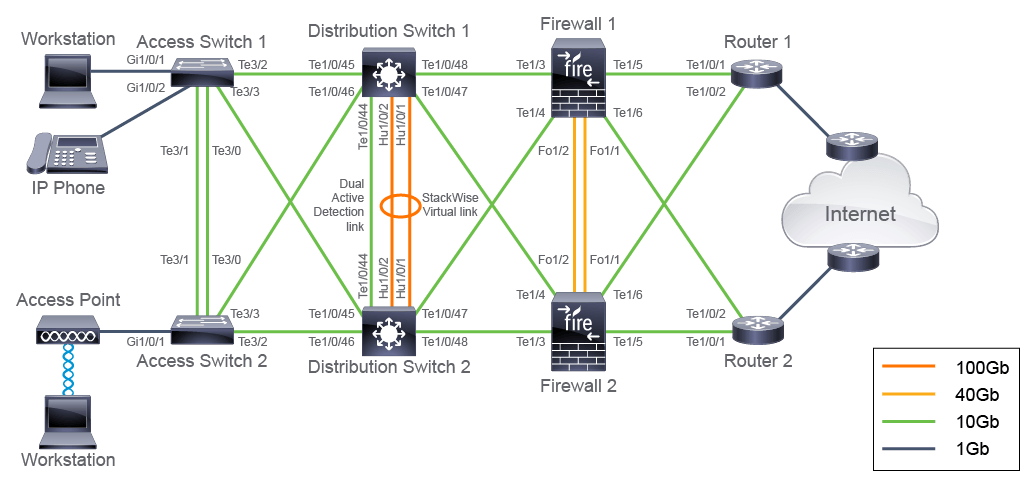 Workstation
Access Switch 1
Distribution Switch 1
Firewall 1
Router 1
Gi1/0/1
Te3/2
Te1/0/45
Te1/0/48
Te1/3
fire
Te1/5
Te1/0/1
Gi1/0/2
Te3/3
Te1/0/46
Te1/0/47
Te1/0/2
Te1/0/44
Hu1/0/2
Hu1/0/1
Te1/4
Te1/6
IP Phone
Te3/1
Te3/0
Fo1/2
Fo1/1
Dual
Active
Detection
link
StackWise
Virtual link
Internet
Te3/1
Te3/0
Te1/0/44
Hu1/0/2
Hu1/0/1
Fo1/2
Fo1/1
Access Point
Te1/4
Te1/6
Te3/3
Te1/0/45
Te1/0/47
fire
Te1/0/2
Gi1/0/1
Te3/2
Te1/0/46
Te1/0/48
Te1/3
Te1/5
Te1/0/1
Access Switch 2
Distribution Switch 2
Firewall 2
Router 2
Workstation
100Gb
40Gb
10Gb
1Gb